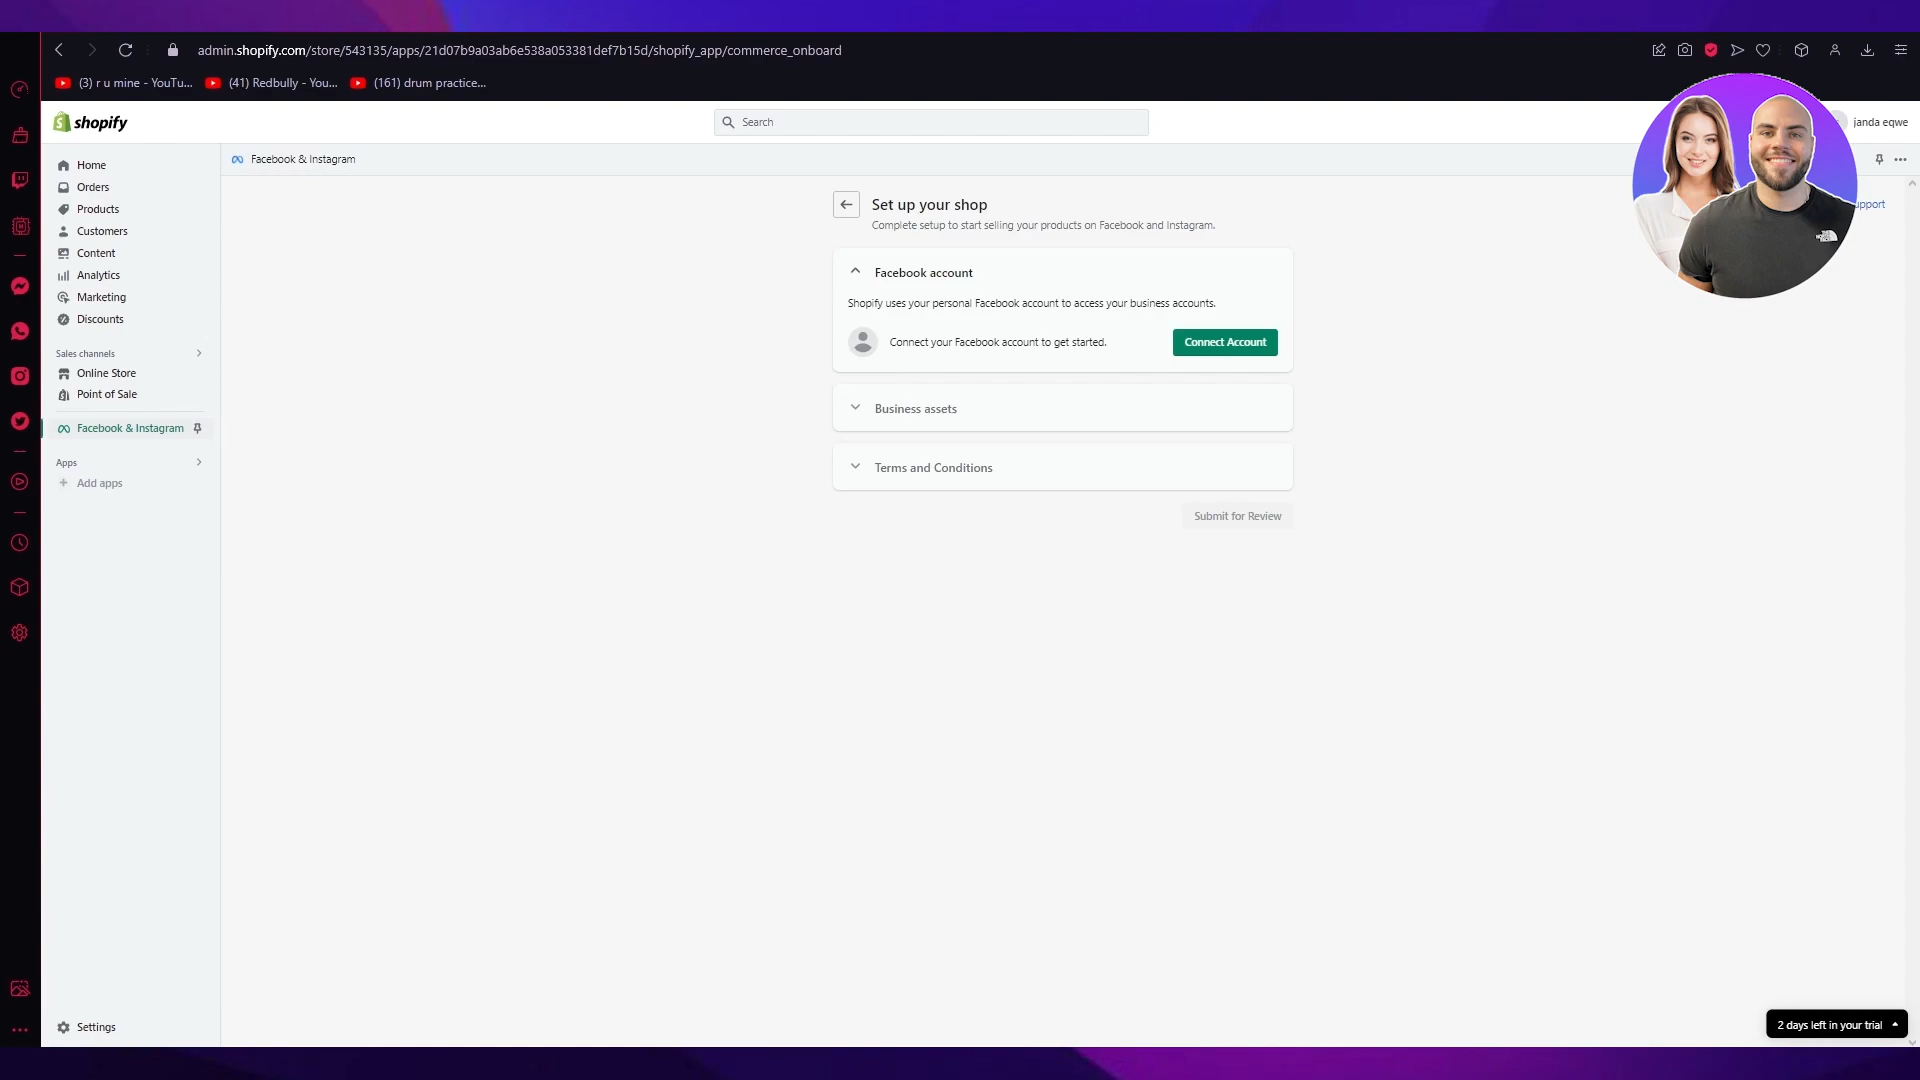 admin.shopify.com/store/543135/apps/21d07b9a03ab6e538a053381def7b15d/shopify_app/commerce_onboard
(3) r u mine - YouTu...
(41) Redbully - You...
(161) drum practice...
shopify
Search
janda eqwe
Home
Orders
Products
Customers
Content
Analytics
Marketing
Discounts
Sales channels
Online Store
Point of Sale
Facebook & Instagram
Apps
Add apps
Settings
Facebook & Instagram
Set up your shop
Complete setup to start selling your products on Facebook and Instagram.
Facebook account
Shopify uses your personal Facebook account to access your business accounts.
Connect your Facebook account to get started.
Connect Account
Business assets
Terms and Conditions
Submit for Review
2 days left in your trial